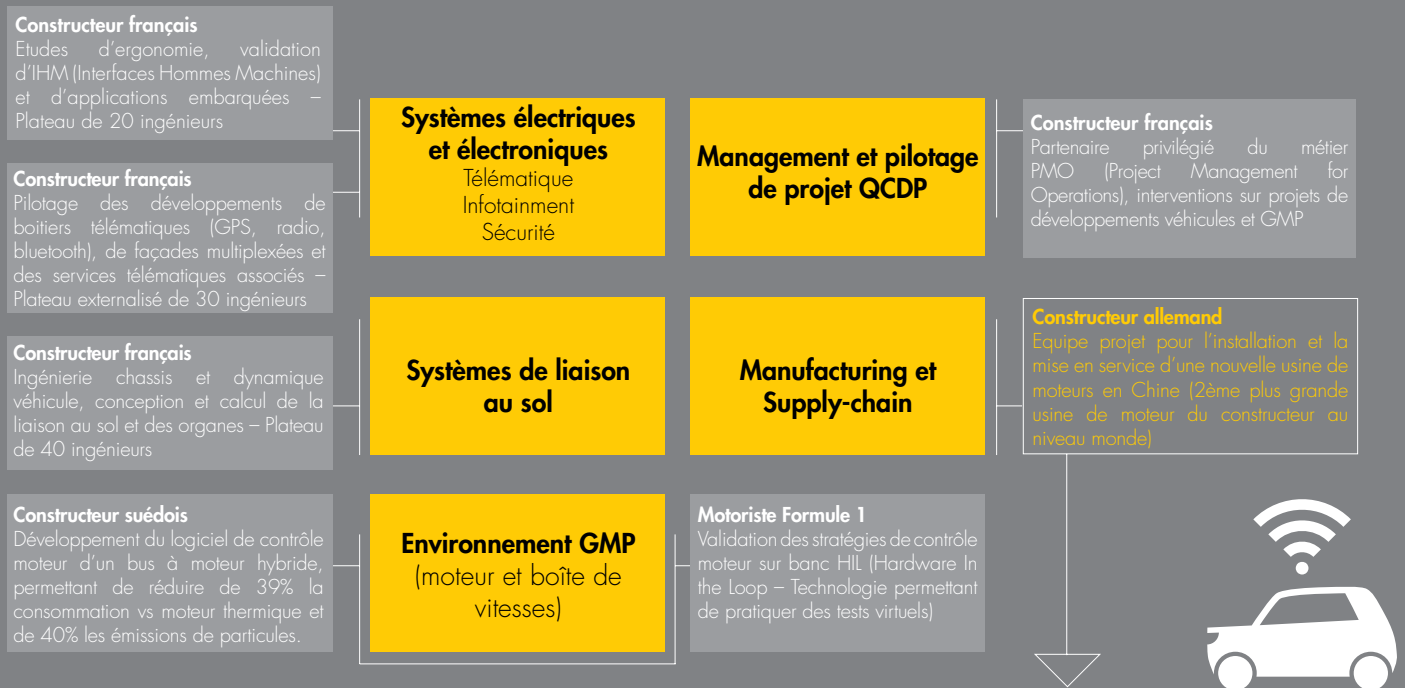 Constructeur français
Etudes d'ergonomie, validation
d'IHM (Interfaces Hommes Machines)
et d'applications embarquées –
Plateau de 20 ingénieurs
Constructeur français
Pilotage des développements de
boitiers télématiques (GPS, radio,
bluetooth), de façades multiplexées et
des services télématiques associés –
Plateau externalisé de 30 ingénieurs
Systèmes électriques
et électroniques
Télématique
Infotainment
Sécurité
Management et pilotage
de projet QCDP
Constructeur français
Partenaire privilégié du métier
PMO (Project Management for
Operations), interventions sur projets de
développements véhicules et GMP
Constructeur français
Ingénierie chassis et dynamique
véhicule, conception et calcul de la
liaison au sol et des organes – Plateau
de 40 ingénieurs
Systèmes de liaison
au sol
Manufacturing et
Supply-chain
Constructeur allemand
Equipe projet pour l'installation et la
mise en service d'une nouvelle usine de
moteurs en Chine (2ème plus grande
usine de moteur du constructeur au
niveau monde)
Constructeur suédois
Développement du logiciel de contrôle
moteur d'un bus à moteur hybride,
permettant de réduire de 39% la
consommation vs moteur thermique et
de 40% les émissions de particules.
Environnement GMP
(moteur et boîte de
vitesses)
Motoriste Formule 1
Validation des stratégies de contrôle
moteur sur banc HIL (Hardware In
the Loop – Technologie permettant
de pratiquer des tests virtuels)